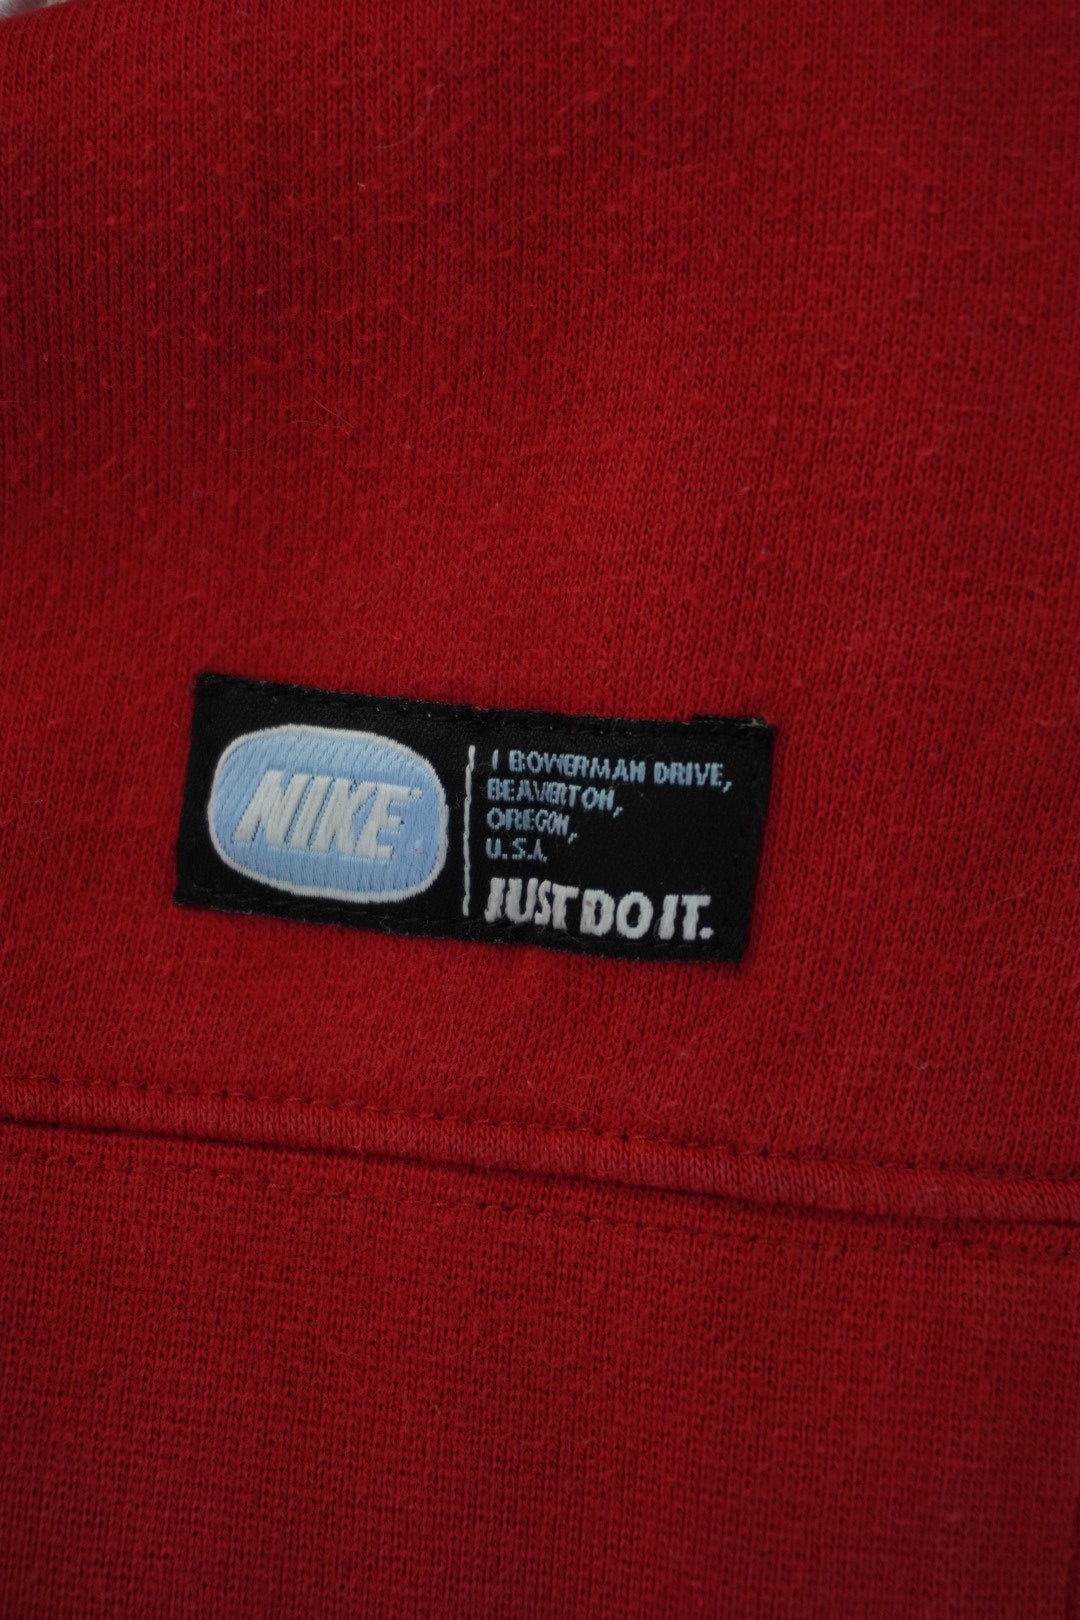 NIKE
1 BOWERMAN DRIVE,
BEAVERTON,
OREGON,
U.S.A.
JUST DO IT.